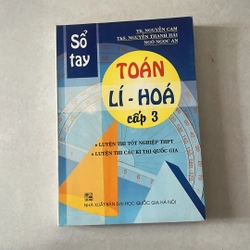 TS. NGUYỄN CAM
ThS. NGUYỄN THANH HẢI
NGÔ NGỌC AN
Sổ
tay
TOÁN
LÍ - HOÁ
cấp 3
LUYỆN THI TỐT NGHIỆP THPT
LUYỆN THI CÁC KÌ THI QUỐC GIA
NHÀ XUẤT BẢN ĐẠI HỌC QUỐC GIA HÀ NỘI